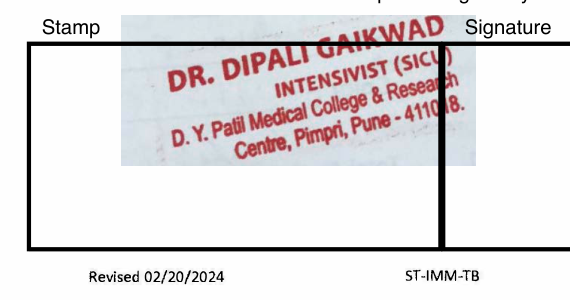 Stamp Signature
DR. DIPALI GAIKWAD
INTENSIVIST (SICU)
D. Y. Patil Medical College & Research
Centre, Pimpri, Pune - 411018.
Revised 02/20/2024 ST-IMM-TB